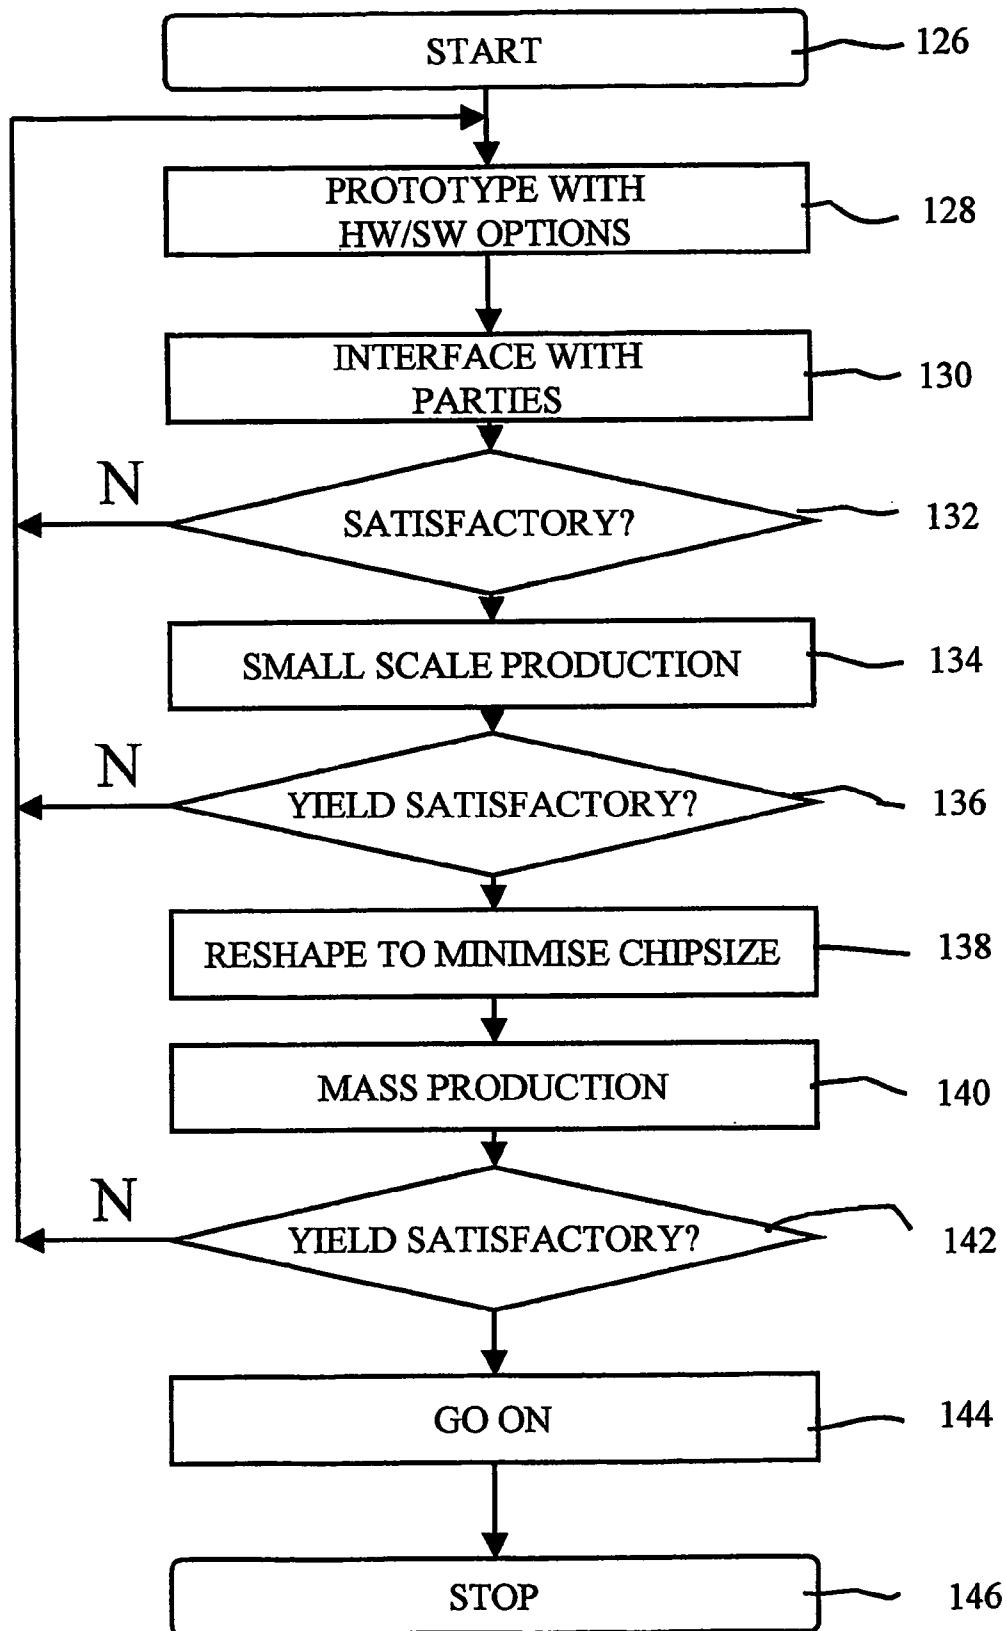 START
126
PROTOTYPE WITH
HW/SW OPTIONS
128
INTERFACE WITH
PARTIES
130
N
SATISFACTORY?
132
SMALL SCALE PRODUCTION
134
N
YIELD SATISFACTORY?
136
RESHAPE TO MINIMISE CHIPSIZE
138
MASS PRODUCTION
140
N
YIELD SATISFACTORY?
142
GO ON
144
STOP
146